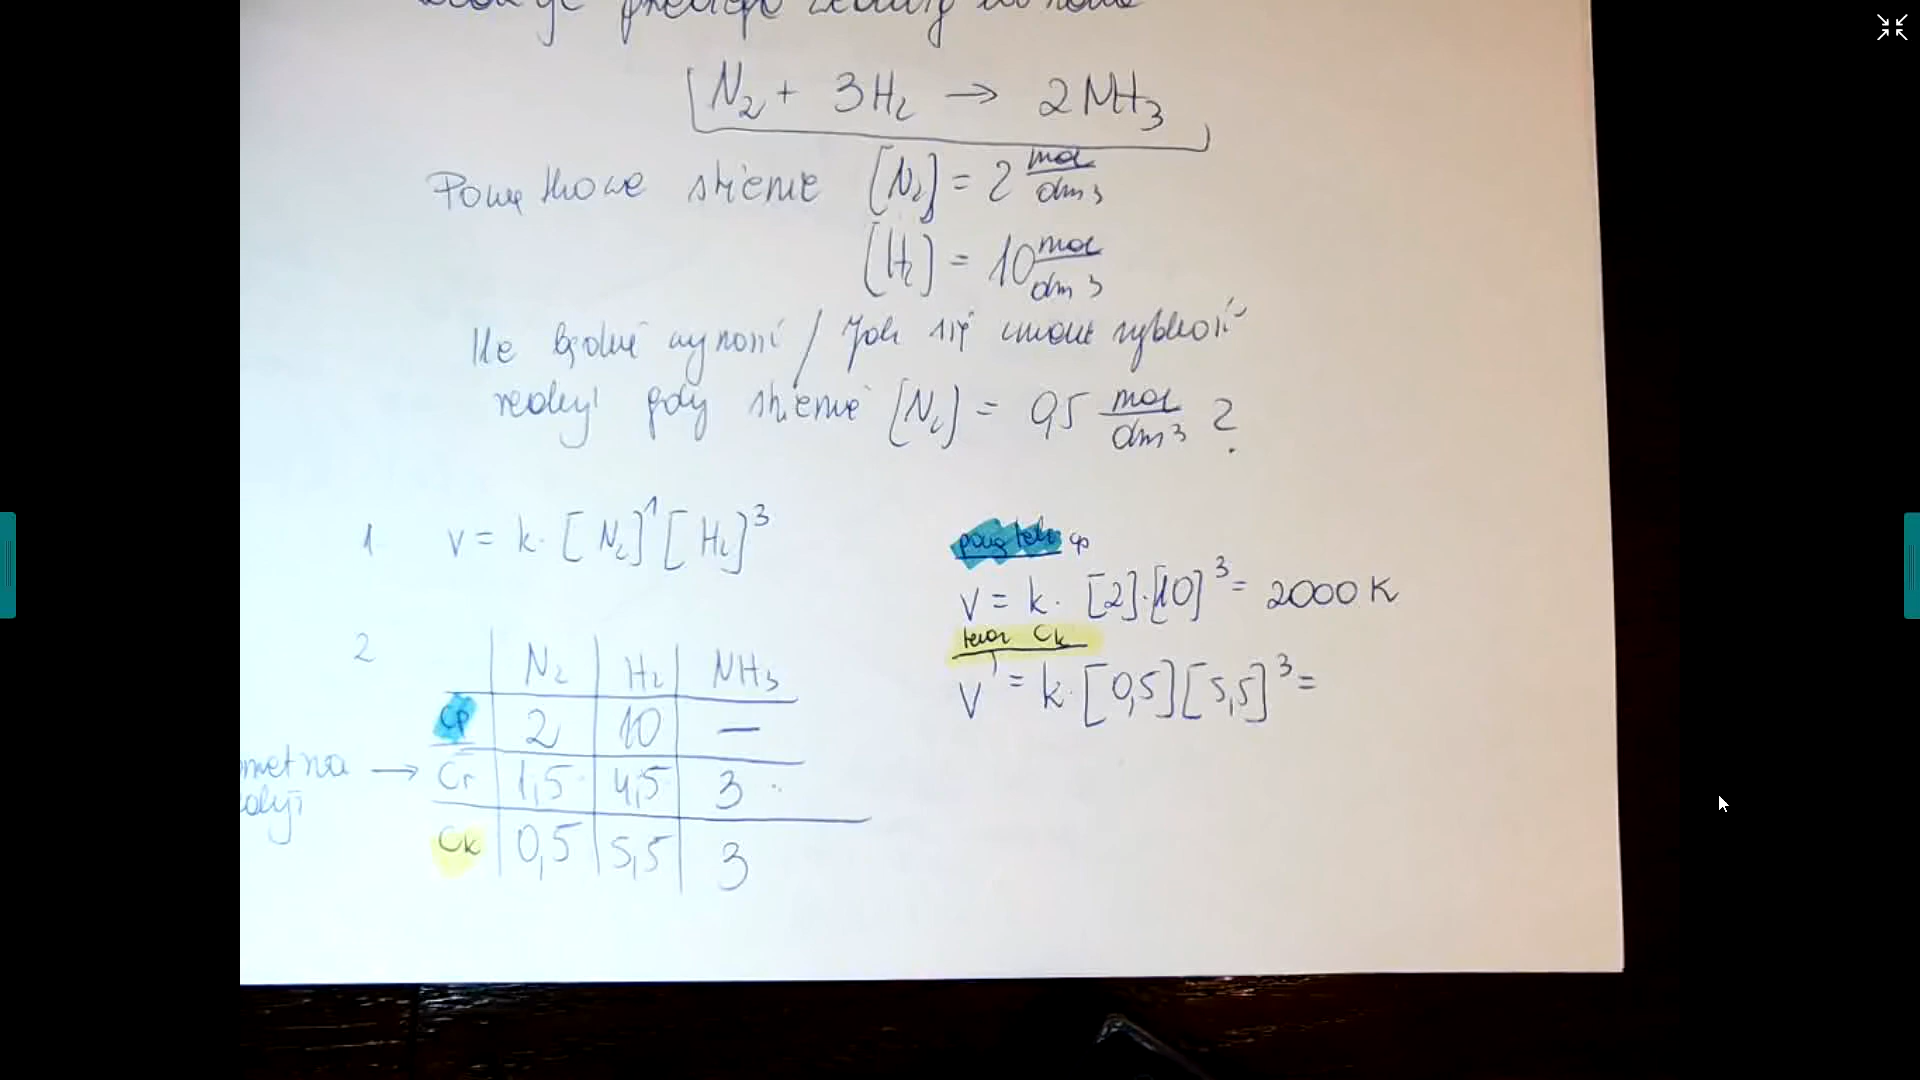 N₂ + 3H₂ → 2NH₃
Początkowe stężenie [N₂] = 2 mol/dm3
[H₂] = 10 mol/dm3
Ile będzie wynosić / Jak się zmieni szybkość
reakcji gdy stężenie [N₂] = 0,5 mol/dm3 ?
1. v = k · [N₂]¹ [H₂]³
początek cp
v = k · [2]·[10]³ = 2000 K
teraz Ck
v' = k · [0,5] [5,5]³ =
2
N₂ H₂ NH₃
Cp 2 10 —
→ Cr 1,5 4,5 3
Ck 0,5 5,5 3